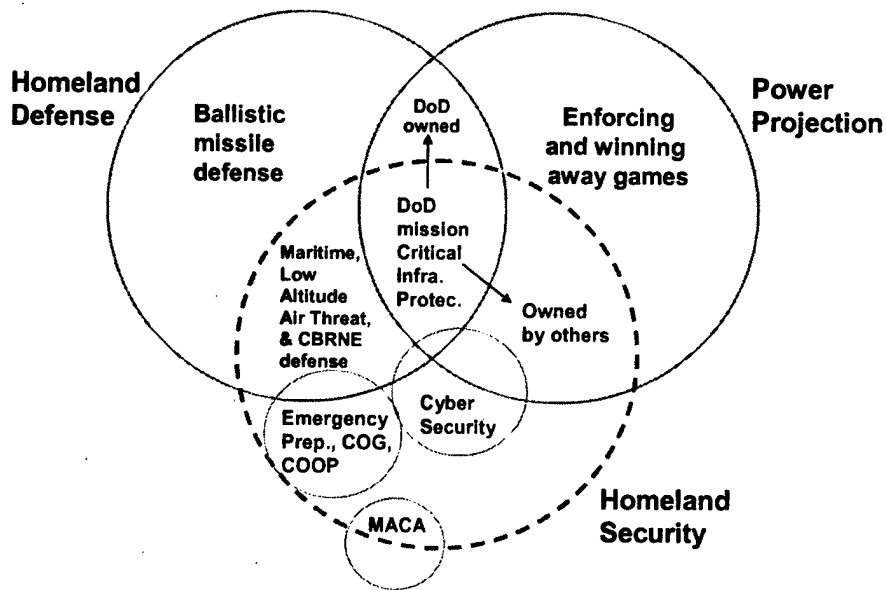 Homeland
Defense
Ballistic
missile
defense
DoD
owned
Enforcing
and winning
away games
Power
Projection
DoD
mission
Critical
Infra.
Protec.
Maritime,
Low
Altitude
Air Threat,
& CBRNE
defense
Owned
by others
Emergency
Prep., COG,
COOP
Cyber
Security
MACA
Homeland
Security